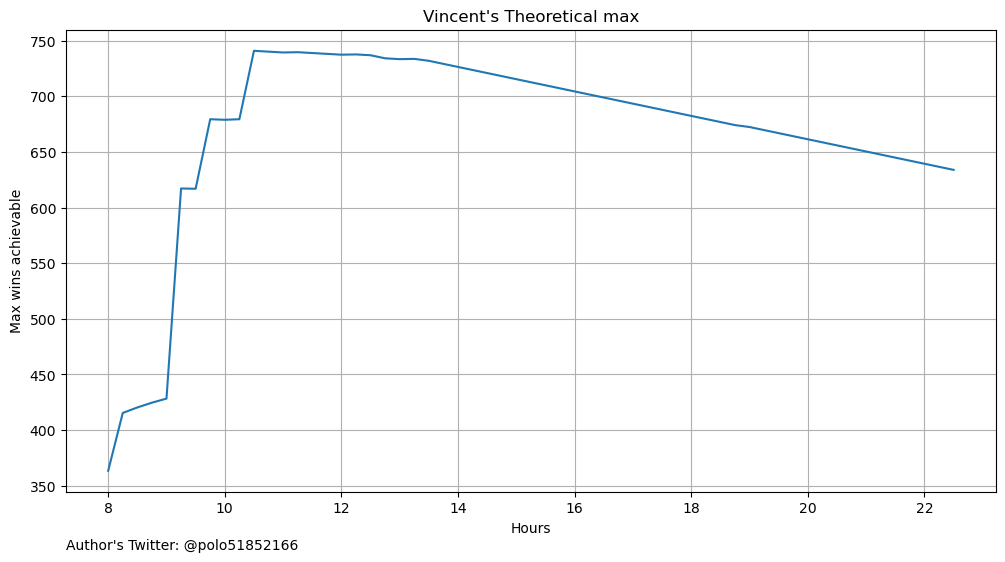 Vincent's Theoretical max
Max wins achievable
750
700
650
600
550
500
450
400
350
8 10 12 14 16 18 20 22
Hours
Author's Twitter: @polo51852166